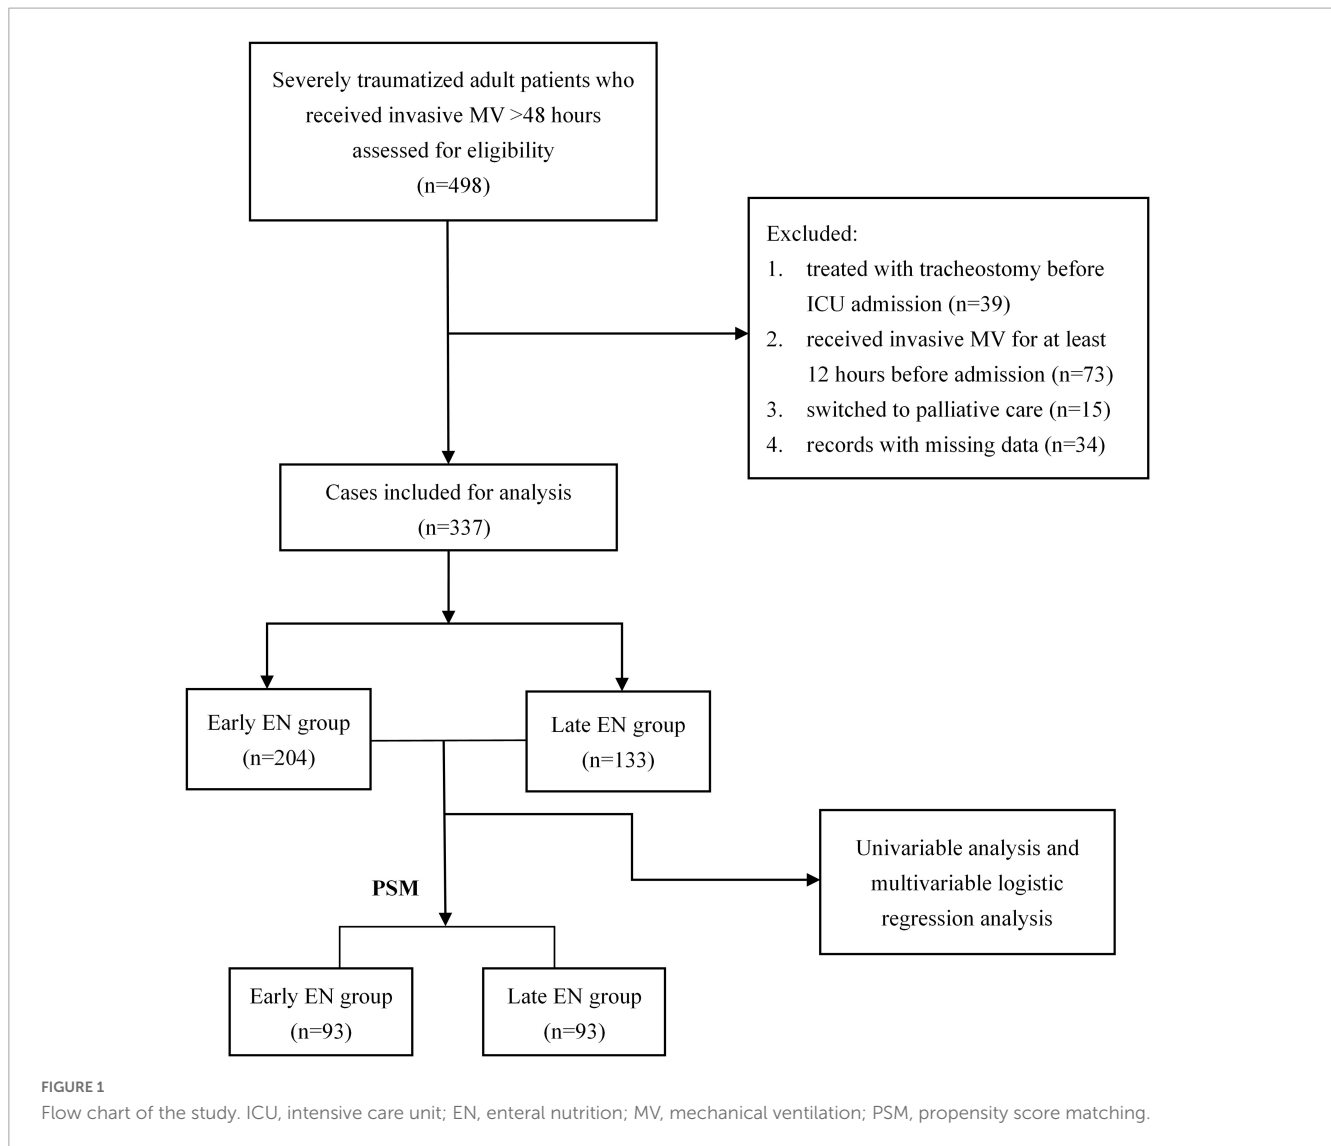 Severely traumatized adult patients who
received invasive MV >48 hours
assessed for eligibility
(n=498)
Excluded:
1. treated with tracheostomy before
ICU admission (n=39)
2. received invasive MV for at least
12 hours before admission (n=73)
3. switched to palliative care (n=15)
4. records with missing data (n=34)
Cases included for analysis
(n=337)
Early EN group
(n=204)
Late EN group
(n=133)
Univariable analysis and
multivariable logistic
regression analysis
PSM
Early EN group
(n=93)
Late EN group
(n=93)
FIGURE 1
Flow chart of the study. ICU, intensive care unit; EN, enteral nutrition; MV, mechanical ventilation; PSM, propensity score matching.